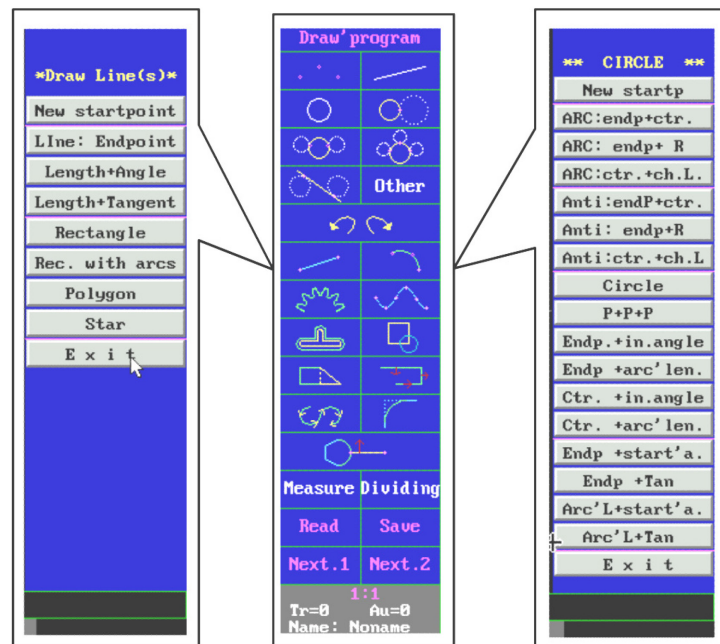 *Draw Line(s)*
New startpoint
LIne: Endpoint
Length+Angle
Length+Tangent
Rectangle
Rec. with arcs
Polygon
Star
E x i t
Draw'program
Other
Measure Dividing
Read Save
Next.1 Next.2
1:1
Tr=0 Au=0
Name: Noname
** CIRCLE **
New startp
ARC:endp+ctr.
ARC: endp+ R
ARC:ctr.+ch.L.
Anti:endP+ctr.
Anti: endp+R
Anti:ctr.+ch.L
Circle
P+P+P
Endp.+in.angle
Endp +arc'len.
Ctr. +in.angle
Ctr. +arc'len.
Endp +start'a.
Endp +Tan
Arc'L+start'a.
Arc'L+Tan
E x i t